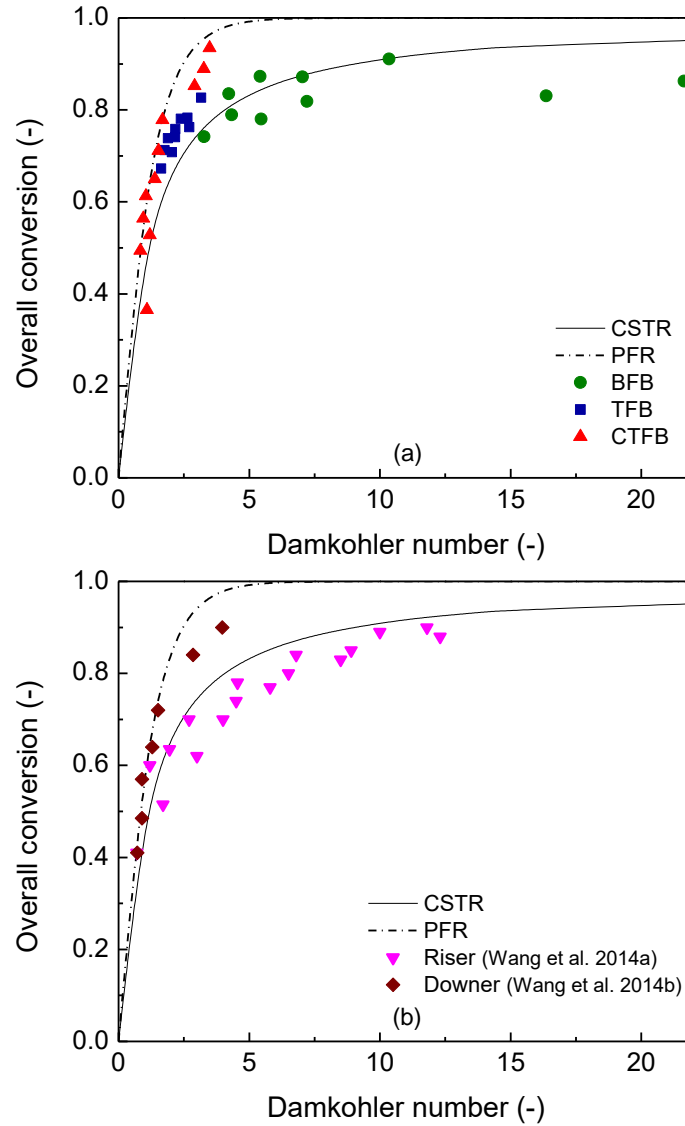 1.0
0.8
0.6
0.4
0.2
0.0
Overall conversion (-)
CSTR
PFR
BFB
TFB
CTFB
(a)
0 5 10 15 20
Damkohler number (-)
1.0
0.8
0.6
0.4
0.2
0.0
Overall conversion (-)
CSTR
PFR
Riser (Wang et al. 2014a)
Downer (Wang et al. 2014b)
(b)
0 5 10 15 20
Damkohler number (-)